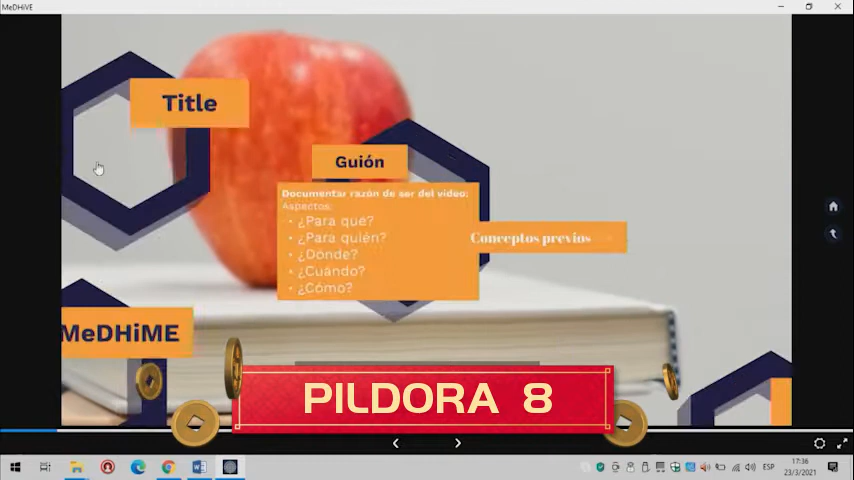 MeDHiVE
Title
Guión
Documentar razón de ser del video:
Aspectos:
• ¿Para qué?
• ¿Para quién?
• ¿Dónde?
• ¿Cuándo?
• ¿Cómo?
Conceptos previos
MeDHiME
PILDORA 8
ESP
17:36
23/3/2021